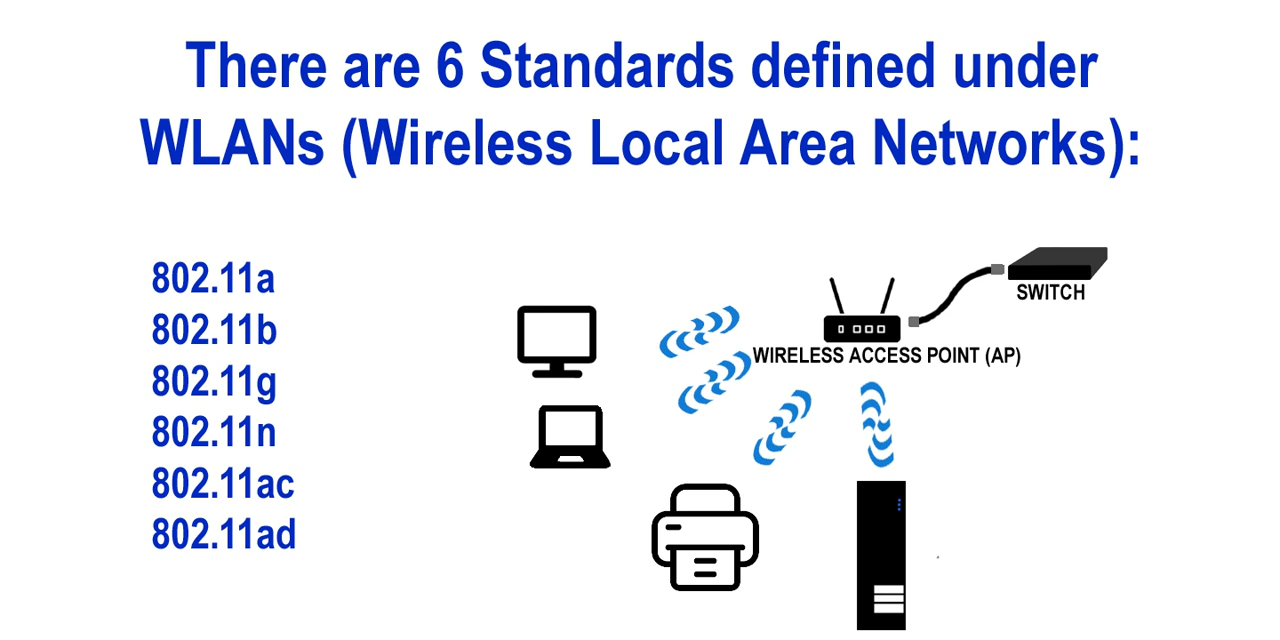 There are 6 Standards defined under
WLANs (Wireless Local Area Networks):
802.11a
802.11b
802.11g
802.11n
802.11ac
802.11ad
SWITCH
WIRELESS ACCESS POINT (AP)